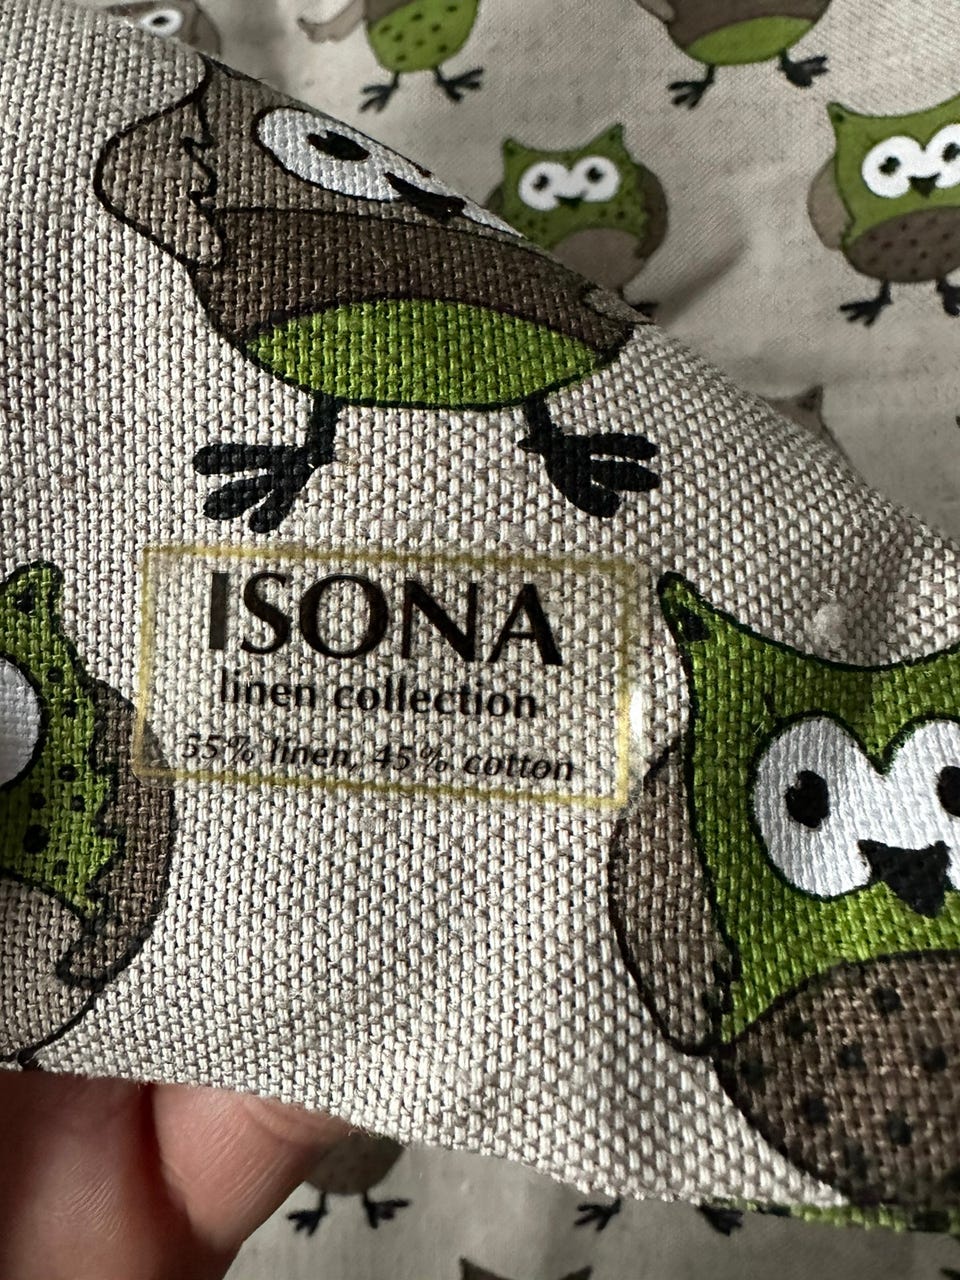 ISONA
linen collection
55% linen, 45% cotton